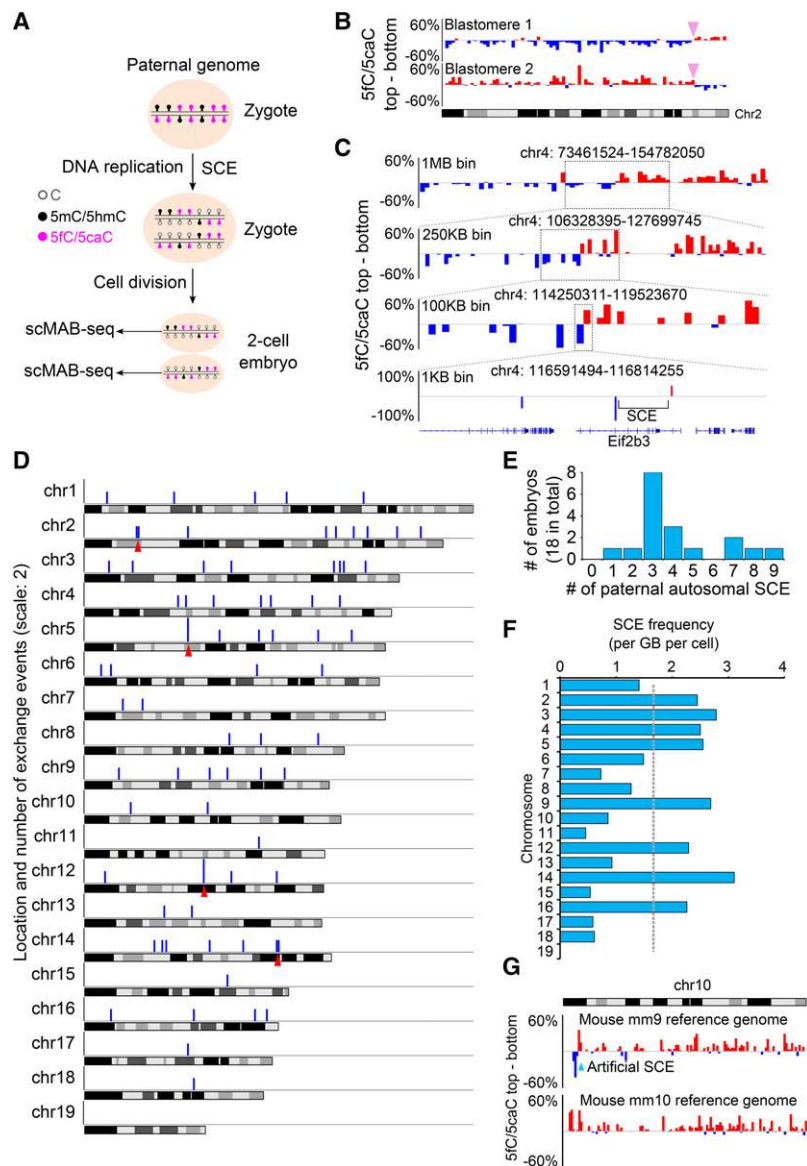 A
Paternal genome
Zygote
DNA replication
SCE
C
5mC/5hmC
5fC/5caC
Zygote
Cell division
scMAB-seq
scMAB-seq
2-cell
embryo
B
5fC/5caC
top - bottom
60%
-60%
60%
-60%
Blastomere 1
Blastomere 2
Chr2
C
5fC/5caC top - bottom
60%
-60%
1MB bin
chr4: 73461524-154782050
60%
-60%
250KB bin
chr4: 106328395-127699745
60%
-60%
100KB bin
chr4: 114250311-119523670
100%
-100%
1KB bin
chr4: 116591494-116814255
SCE
Eif2b3
D
Location and number of exchange events (scale: 2)
chr1
chr2
chr3
chr4
chr5
chr6
chr7
chr8
chr9
chr10
chr11
chr12
chr13
chr14
chr15
chr16
chr17
chr18
chr19
E
# of embryos
(18 in total)
8
6
4
2
0
0 1 2 3 4 5 6 7 8 9
# of paternal autosomal SCE
F
SCE frequency
(per GB per cell)
0 1 2 3 4
Chromosome
1
2
3
4
5
6
7
8
9
10
11
12
13
14
15
16
17
18
19
G
chr10
5fC/5caC top - bottom
60%
-60%
Mouse mm9 reference genome
Artificial SCE
60%
-60%
Mouse mm10 reference genome